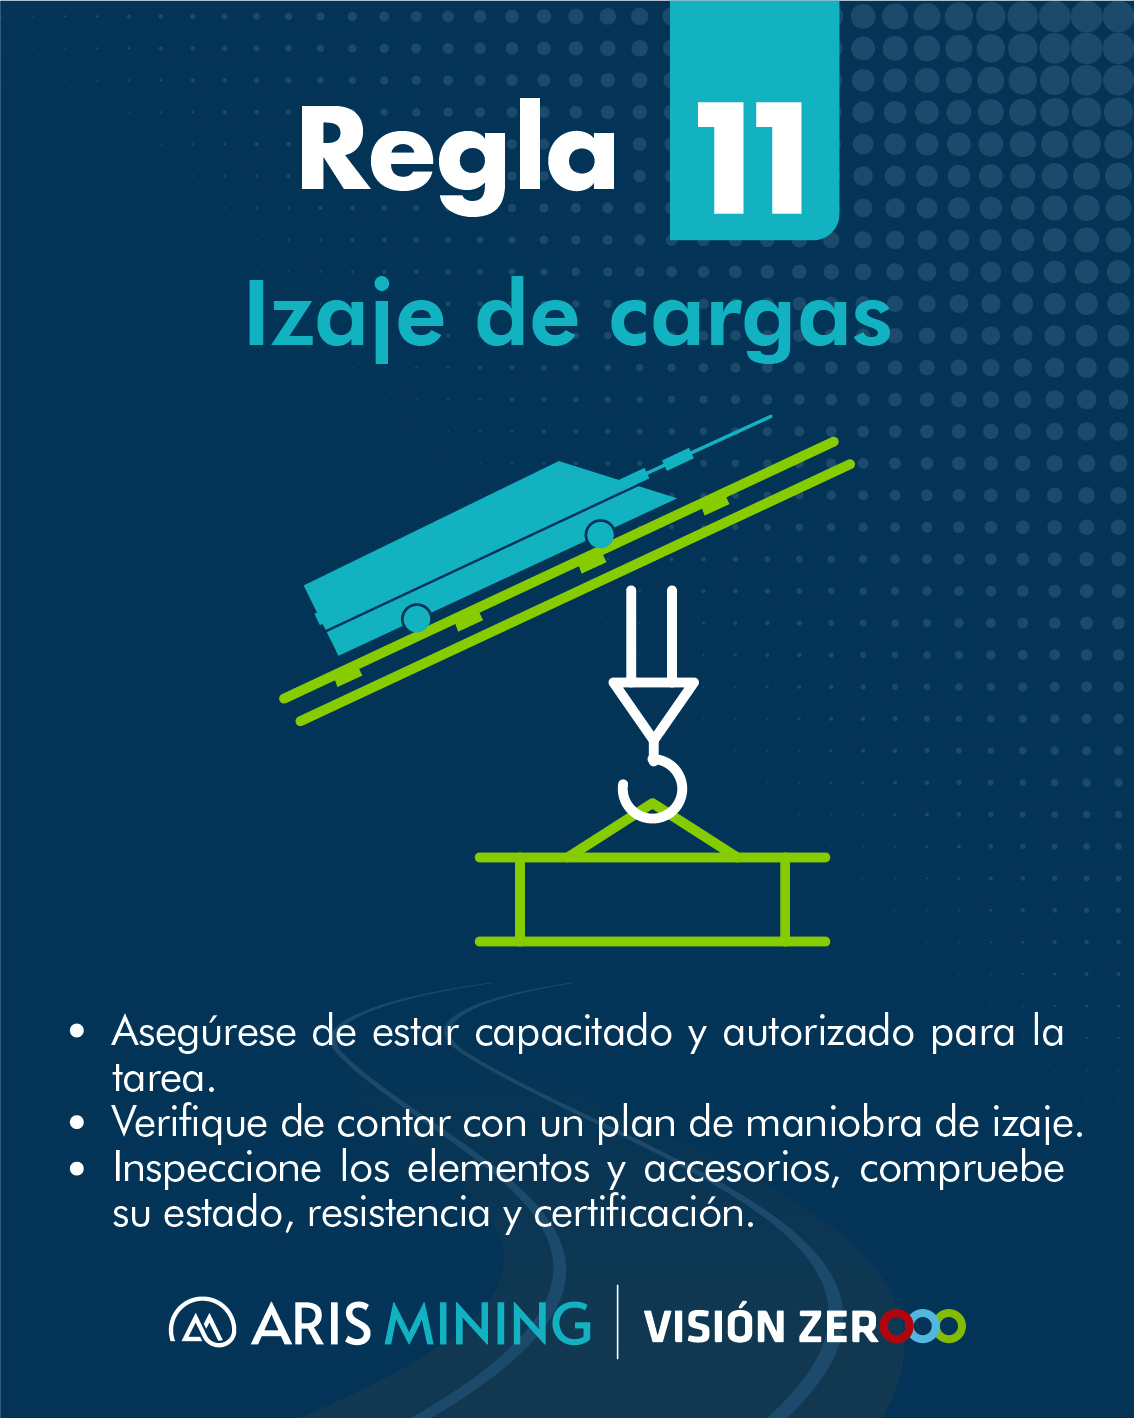 Regla 11
Izaje de cargas
• Asegúrese de estar capacitado y autorizado para la
tarea.
• Verifique de contar con un plan de maniobra de izaje.
• Inspeccione los elementos y accesorios, compruebe
su estado, resistencia y certificación.
ARIS MINING | VISIÓN ZEROOO